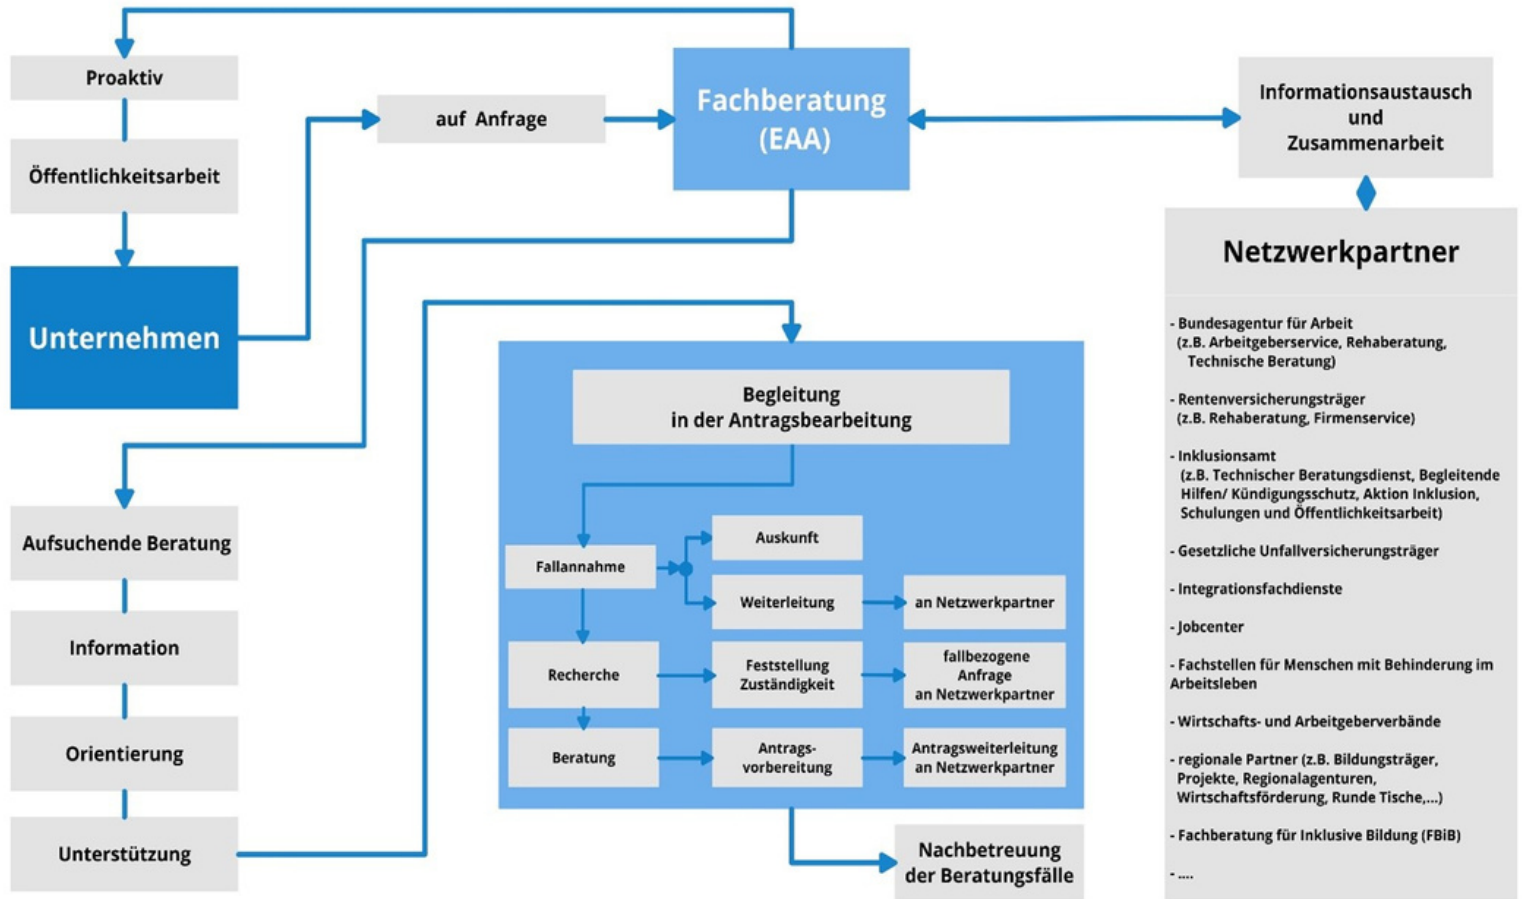 Proaktiv
Öffentlichkeitsarbeit
Unternehmen
auf Anfrage
Fachberatung
(EAA)
Informationsaustausch
und
Zusammenarbeit
Aufsuchende Beratung
Information
Orientierung
Unterstützung
Begleitung
in der Antragsbearbeitung
Fallannahme
Auskunft
Weiterleitung
an Netzwerkpartner
Recherche
Feststellung
Zuständigkeit
fallbezogene
Anfrage
an Netzwerkpartner
Beratung
Antrags-
vorbereitung
Antragsweiterleitung
an Netzwerkpartner
Nachbetreuung
der Beratungsfälle
Netzwerkpartner
- Bundesagentur für Arbeit
(z.B. Arbeitgeberservice, Rehaberatung,
Technische Beratung)
- Rentenversicherungsträger
(z.B. Rehaberatung, Firmenservice)
- Inklusionsamt
(z.B. Technischer Beratungsdienst, Begleitende
Hilfen/ Kündigungsschutz, Aktion Inklusion,
Schulungen und Öffentlichkeitsarbeit)
- Gesetzliche Unfallversicherungsträger
- Integrationsfachdienste
- Jobcenter
- Fachstellen für Menschen mit Behinderung im
Arbeitsleben
- Wirtschafts- und Arbeitgeberverbände
- regionale Partner (z.B. Bildungsträger,
Projekte, Regionalagenturen,
Wirtschaftsförderung, Runde Tische,...)
- Fachberatung für Inklusive Bildung (FBiB)
- ....